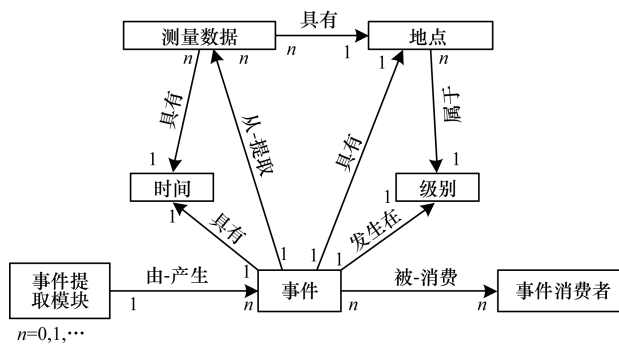 具有
测量数据
地点
n
n
n
1
1
n
具有
从-提取
具有
属于
1
1
时间
级别
1
1
具有
发生在
1
1
1
1
事件提
取模块
由-产生
事件
被-消费
事件消费者
1
n
n
n
n=0,1,…